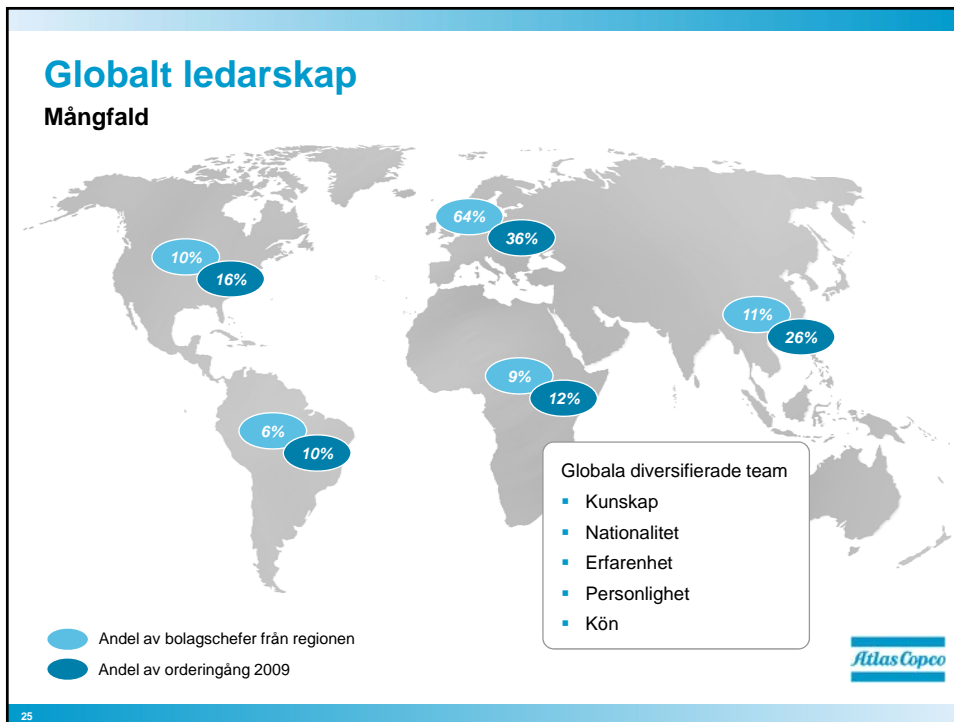 Globalt ledarskap
Mångfald
64%
36%
10%
16%
11%
26%
9%
12%
6%
10%
Globala diversifierade team
▪ Kunskap
▪ Nationalitet
▪ Erfarenhet
▪ Personlighet
▪ Kön
Andel av bolagschefer från regionen
Andel av orderingång 2009
Atlas Copco
25